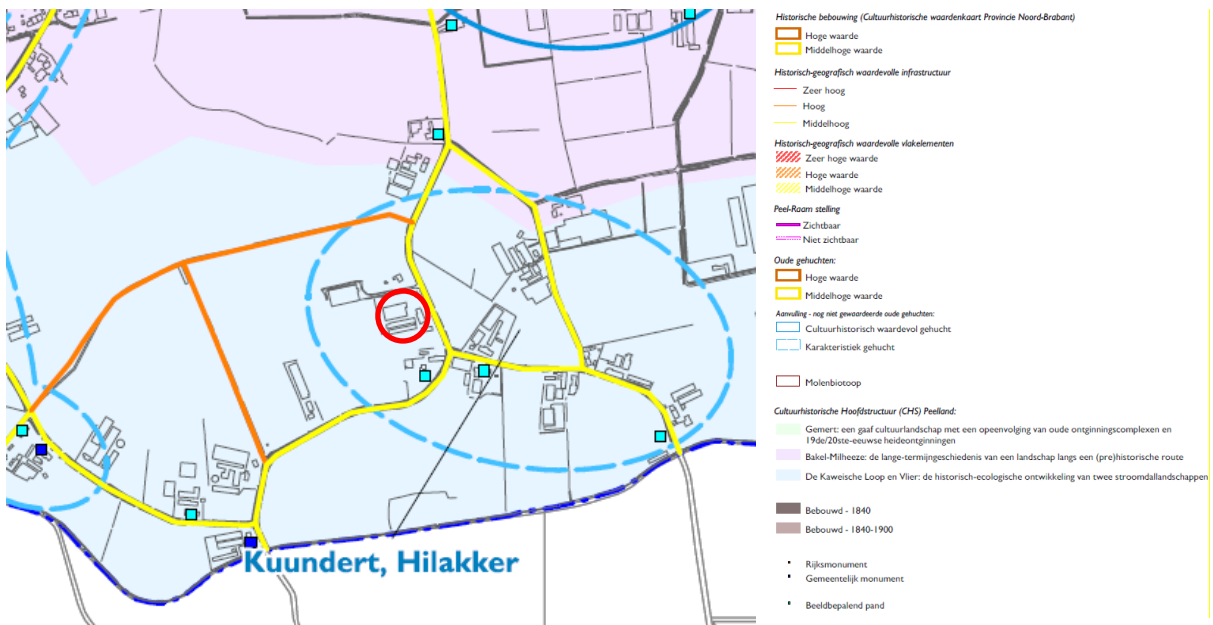 Historische bebouwing (Cultuurhistorische waardenkaart Provincie Noord-Brabant)
Hoge waarde
Middelhoge waarde
Historisch-geografisch waardevolle infrastructuur
Zeer hoog
Hoog
Middelhoog
Historisch-geografisch waardevolle vlakelementen
Zeer hoge waarde
Hoge waarde
Middelhoge waarde
Peel-Raam stelling
Zichtbaar
Niet zichtbaar
Oude gehuchten:
Hoge waarde
Middelhoge waarde
Aanvulling - nog niet gewaardeerde oude gehuchten:
Cultuurhistorisch waardevol gehucht
Karakteristiek gehucht
Molenbiotoop
Cultuurhistorische Hoofdstructuur (CHS) Peelland:
Gemert: een gaaf cultuurlandschap met een opeenvolging van oude ontginningscomplexen en
19de/20ste-eeuwse heideontginningen
Bakel-Milheeze: de lange-termijngeschiedenis van een landschap langs een (pre)historische route
De Kaweische Loop en Vlier: de historisch-ecologische ontwikkeling van twee stroomdallandschappen
Bebouwd - 1840
Bebouwd - 1840-1900
Rijksmonument
Gemeentelijk monument
Beeldbepalend pand
Kuundert, Hilakker